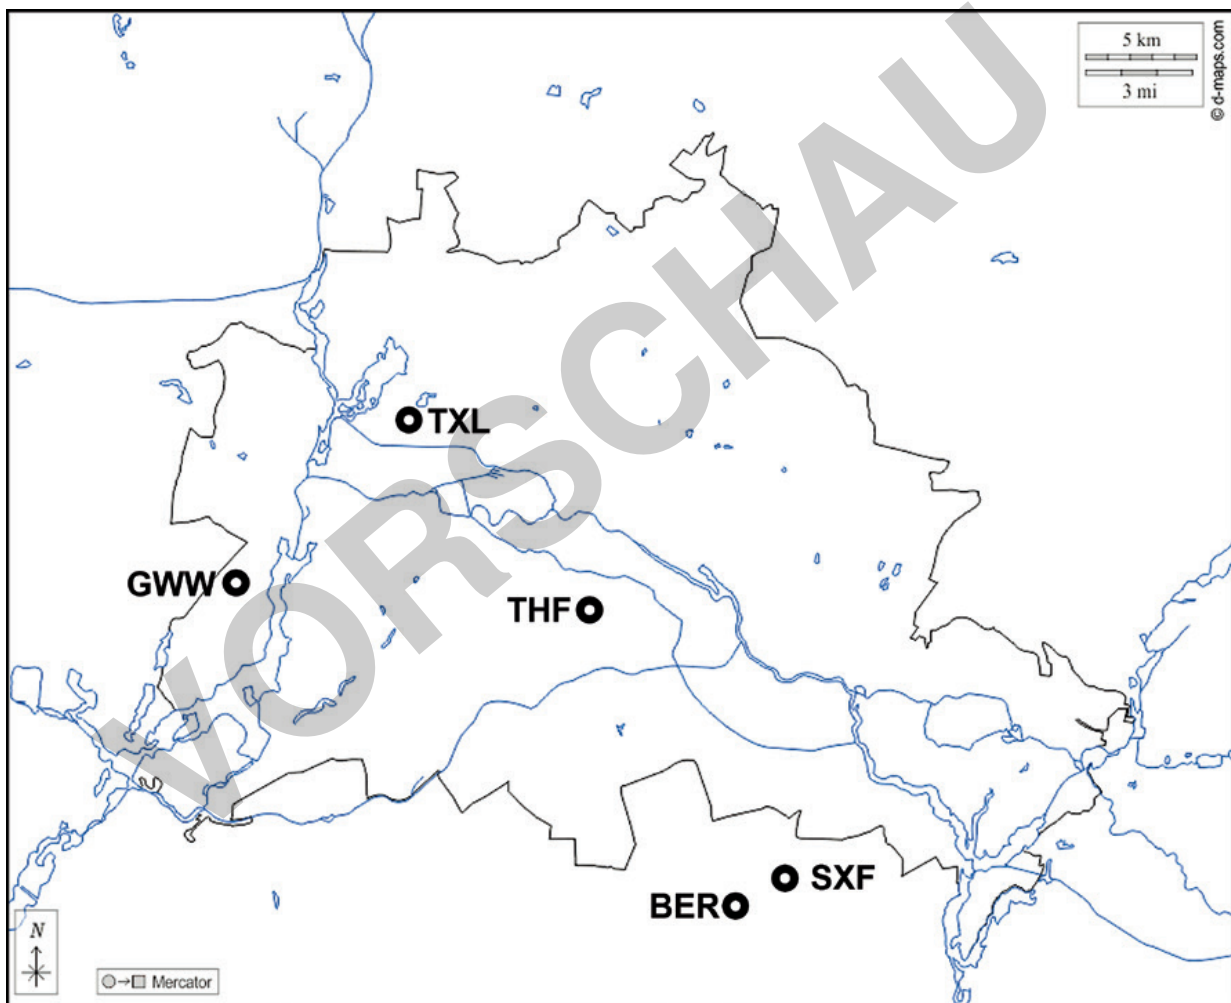 5 km
3 mi
© d-maps.com
VORSCHAU
TXL
GWW
THF
SXF
BER
N
Mercator